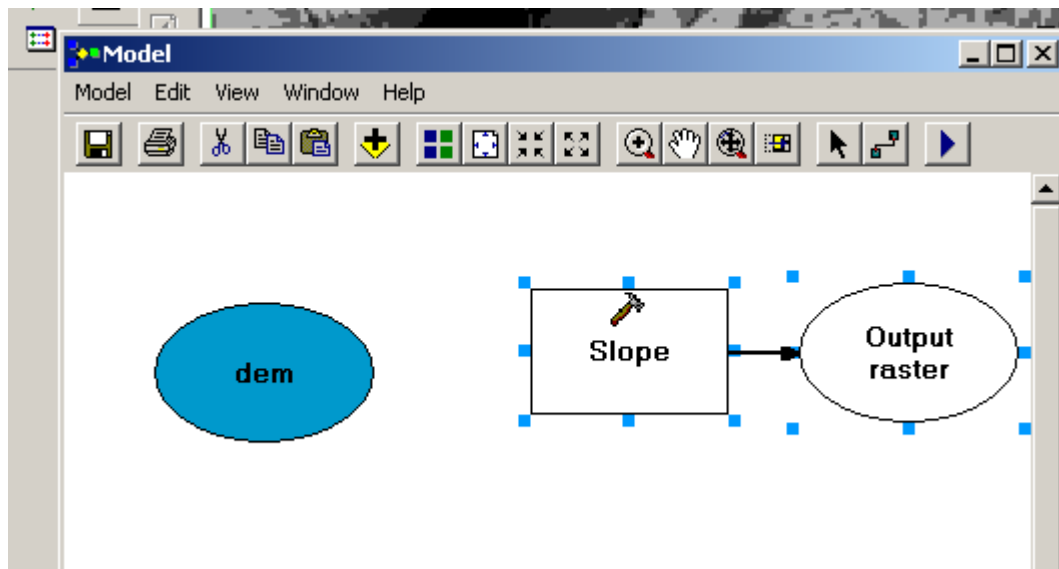 Model
Model Edit View Window Help
dem
Slope
Output
raster